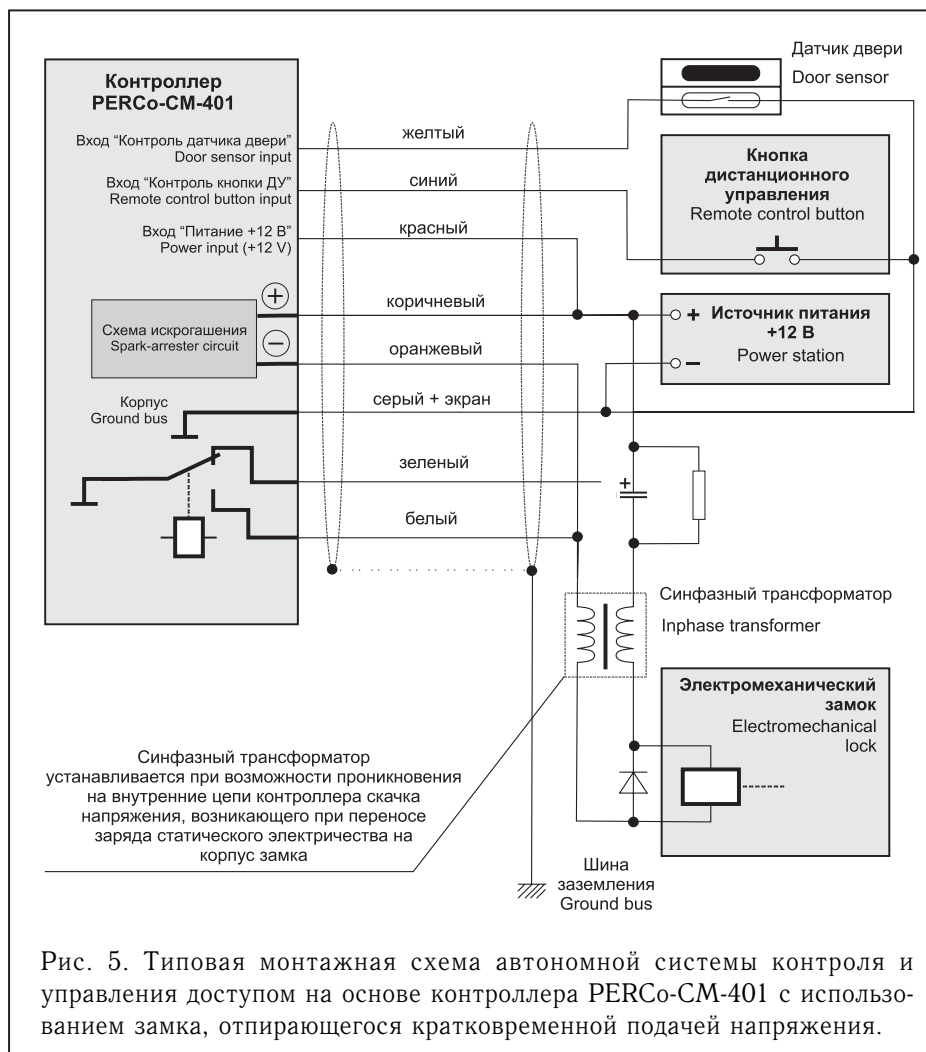 Контроллер
PERCo-CM-401
Вход “Контроль датчика двери”
Door sensor input
Вход “Контроль кнопки ДУ”
Remote control button input
Вход “Питание +12 В”
Power input (+12 V)
Схема искрогашения
Spark-arrester circuit
+
−
Корпус
Ground bus
желтый
синий
красный
коричневый
оранжевый
серый + экран
зеленый
белый
Датчик двери
Door sensor
Кнопка
дистанционного
управления
Remote control button
+ Источник питания
+12 В
− Power station
+
Синфазный трансформатор
Inphase transformer
Электромеханический
замок
Electromechanical
lock
Синфазный трансформатор
устанавливается при возможности проникновения
на внутренние цепи контроллера скачка
напряжения, возникающего при переносе
заряда статического электричества на
корпус замка
Шина
заземления
Ground bus
Рис. 5. Типовая монтажная схема автономной системы контроля и
управления доступом на основе контроллера PERCo-CM-401 с использо-
ванием замка, отпирающегося кратковременной подачей напряжения.